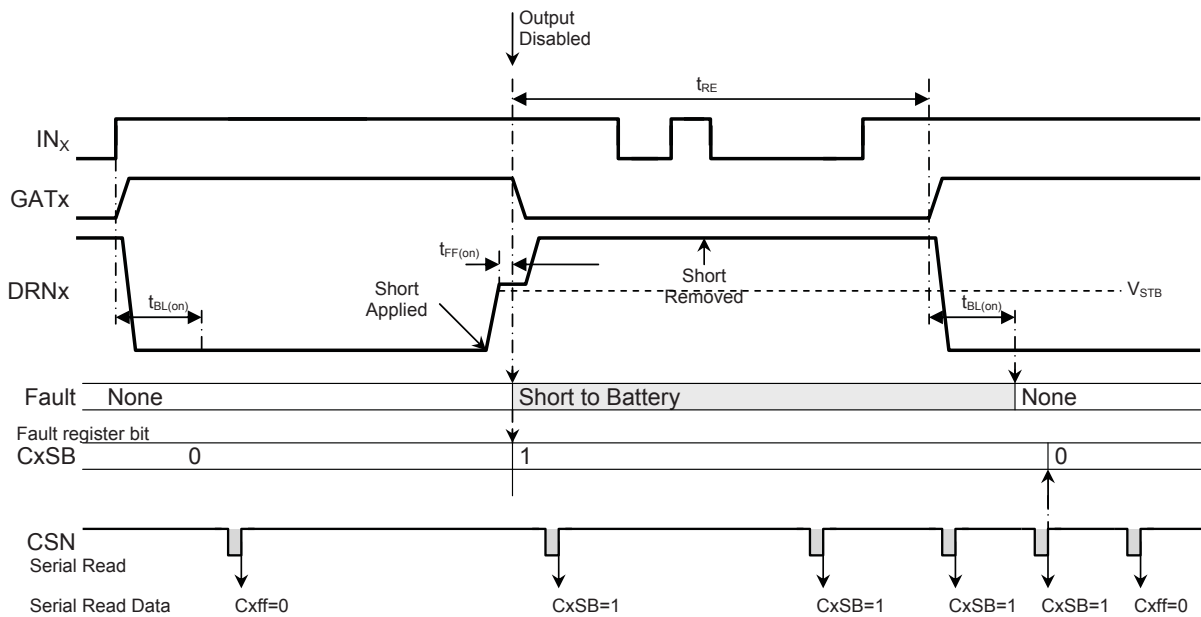 Output
Disabled
tRE
INX
GATx
tFF(on)
DRNx
Short
Applied
Short
Removed
VSTB
tBL(on)
tBL(on)
Fault None Short to Battery None
Fault register bit
CxSB 0 1 0
CSN
Serial Read
Serial Read Data Cxff=0 CxSB=1 CxSB=1 CxSB=1 CxSB=1 Cxff=0